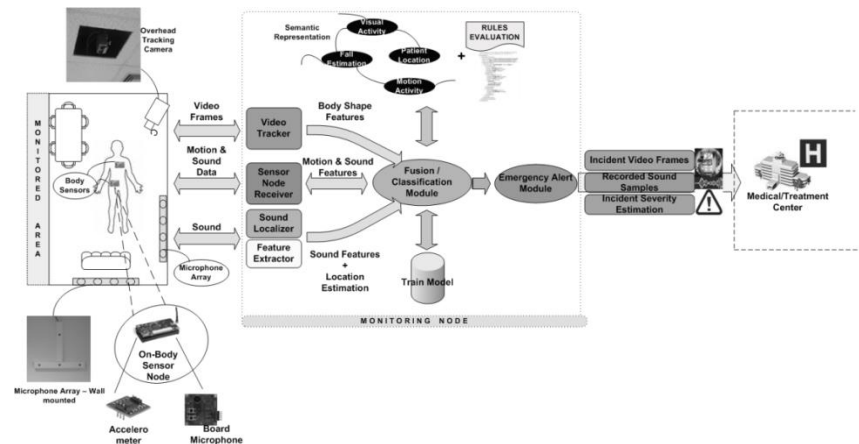 Overhead
Tracking
Camera
MONITORED AREA
Body
Sensors
Microphone
Array
Microphone Array – Wall
mounted
On-Body
Sensor
Node
Accelero
meter
Board
Microphone
Video
Frames
Motion &
Sound
Data
Sound
Video
Tracker
Sensor
Node
Receiver
Sound
Localizer
Feature
Extractor
Body Shape
Features
Motion & Sound
Features
Sound Features
+
Location
Estimation
Semantic
Representation
Visual
Activity
Fall
Estimation
Patient
Location
Motion
Activity
+
RULES
EVALUATION
Fusion /
Classification
Module
Train Model
Emergency Alert
Module
MONITORING NODE
Incident Video Frames
Recorded Sound
Samples
Incident Severity
Estimation
H
Medical/Treatment
Center